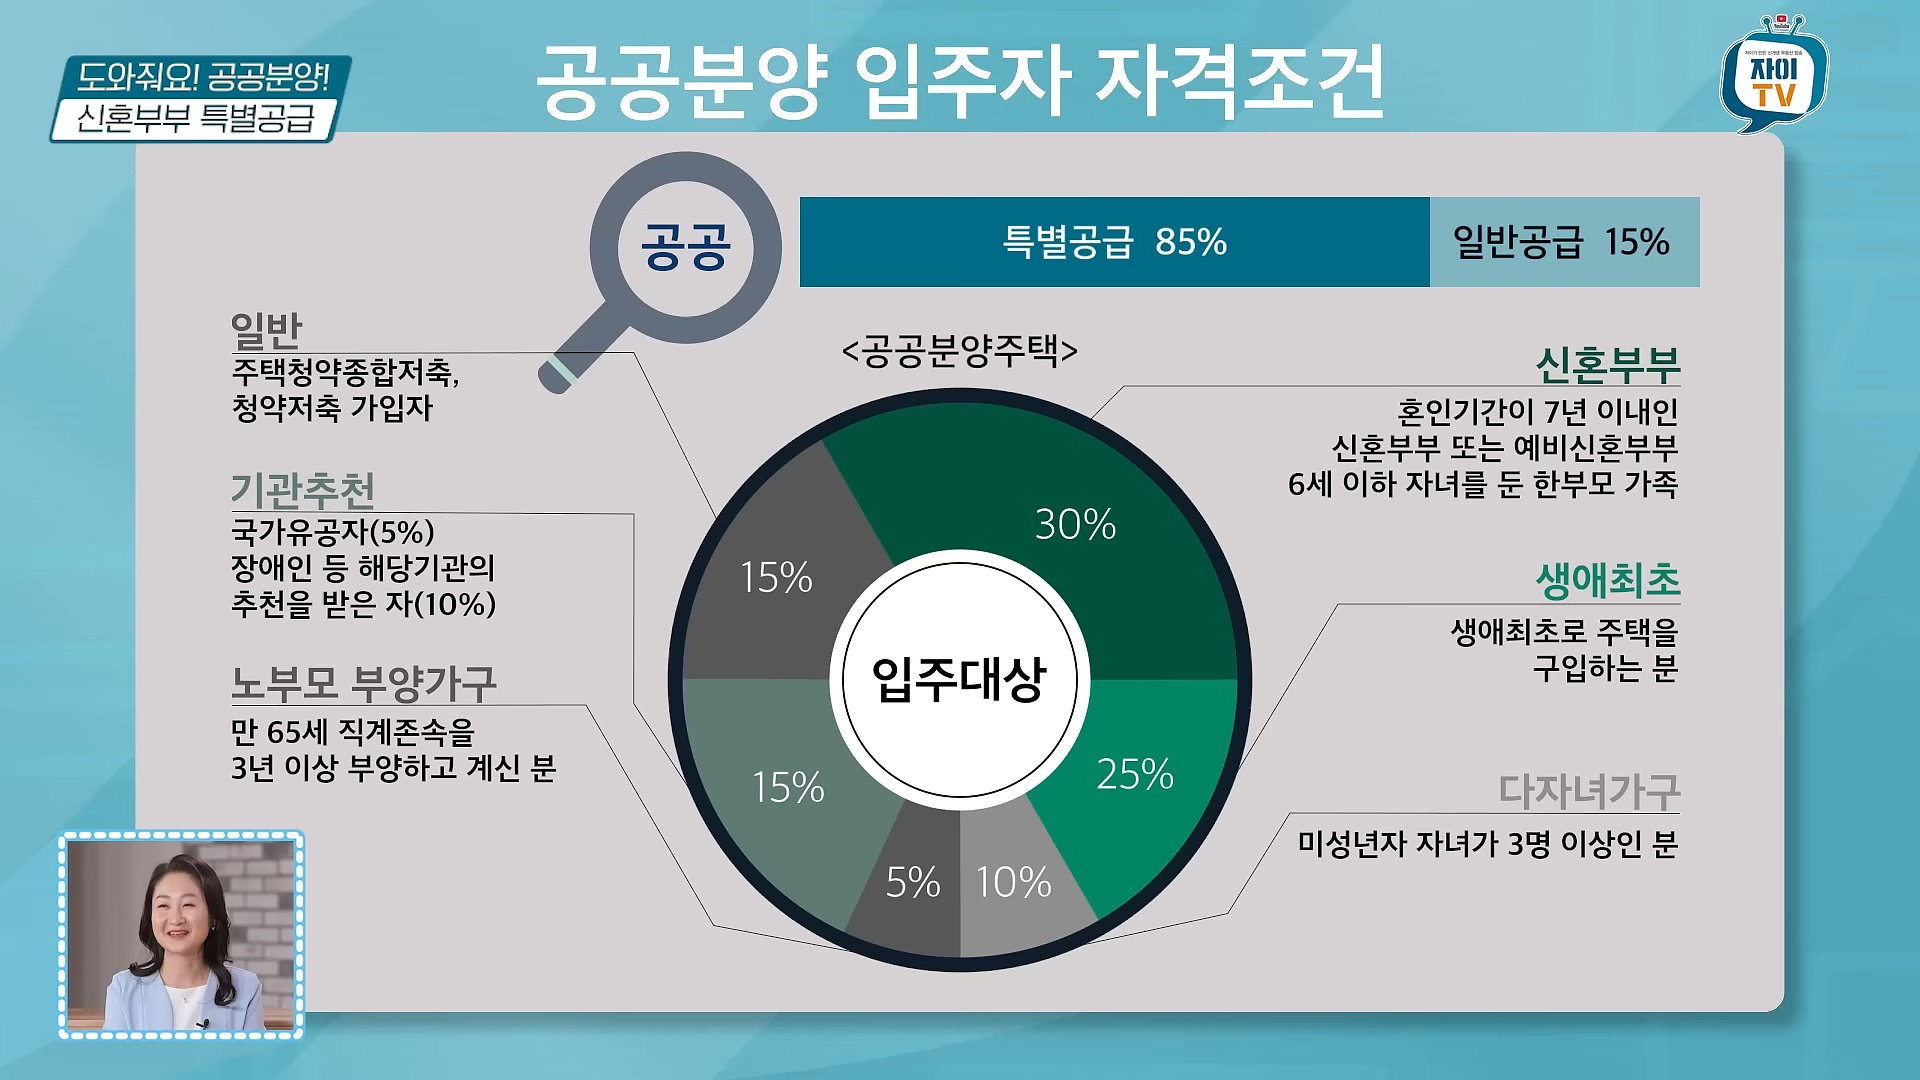 도와줘요! 공공분양!
신혼부부 특별공급
공공분양 입주자 자격조건
자이
TV
공공
특별공급 85%
일반공급 15%
<공공분양주택>
일반
주택청약종합저축,
청약저축 가입자
기관추천
국가유공자(5%)
장애인 등 해당기관의
추천을 받은 자(10%)
노부모 부양가구
만 65세 직계존속을
3년 이상 부양하고 계신 분
신혼부부
혼인기간이 7년 이내인
신혼부부 또는 예비신혼부부
6세 이하 자녀를 둔 한부모 가족
생애최초
생애최초로 주택을
구입하는 분
다자녀가구
미성년자 자녀가 3명 이상인 분
30%
15%
입주대상
25%
15%
5%
10%